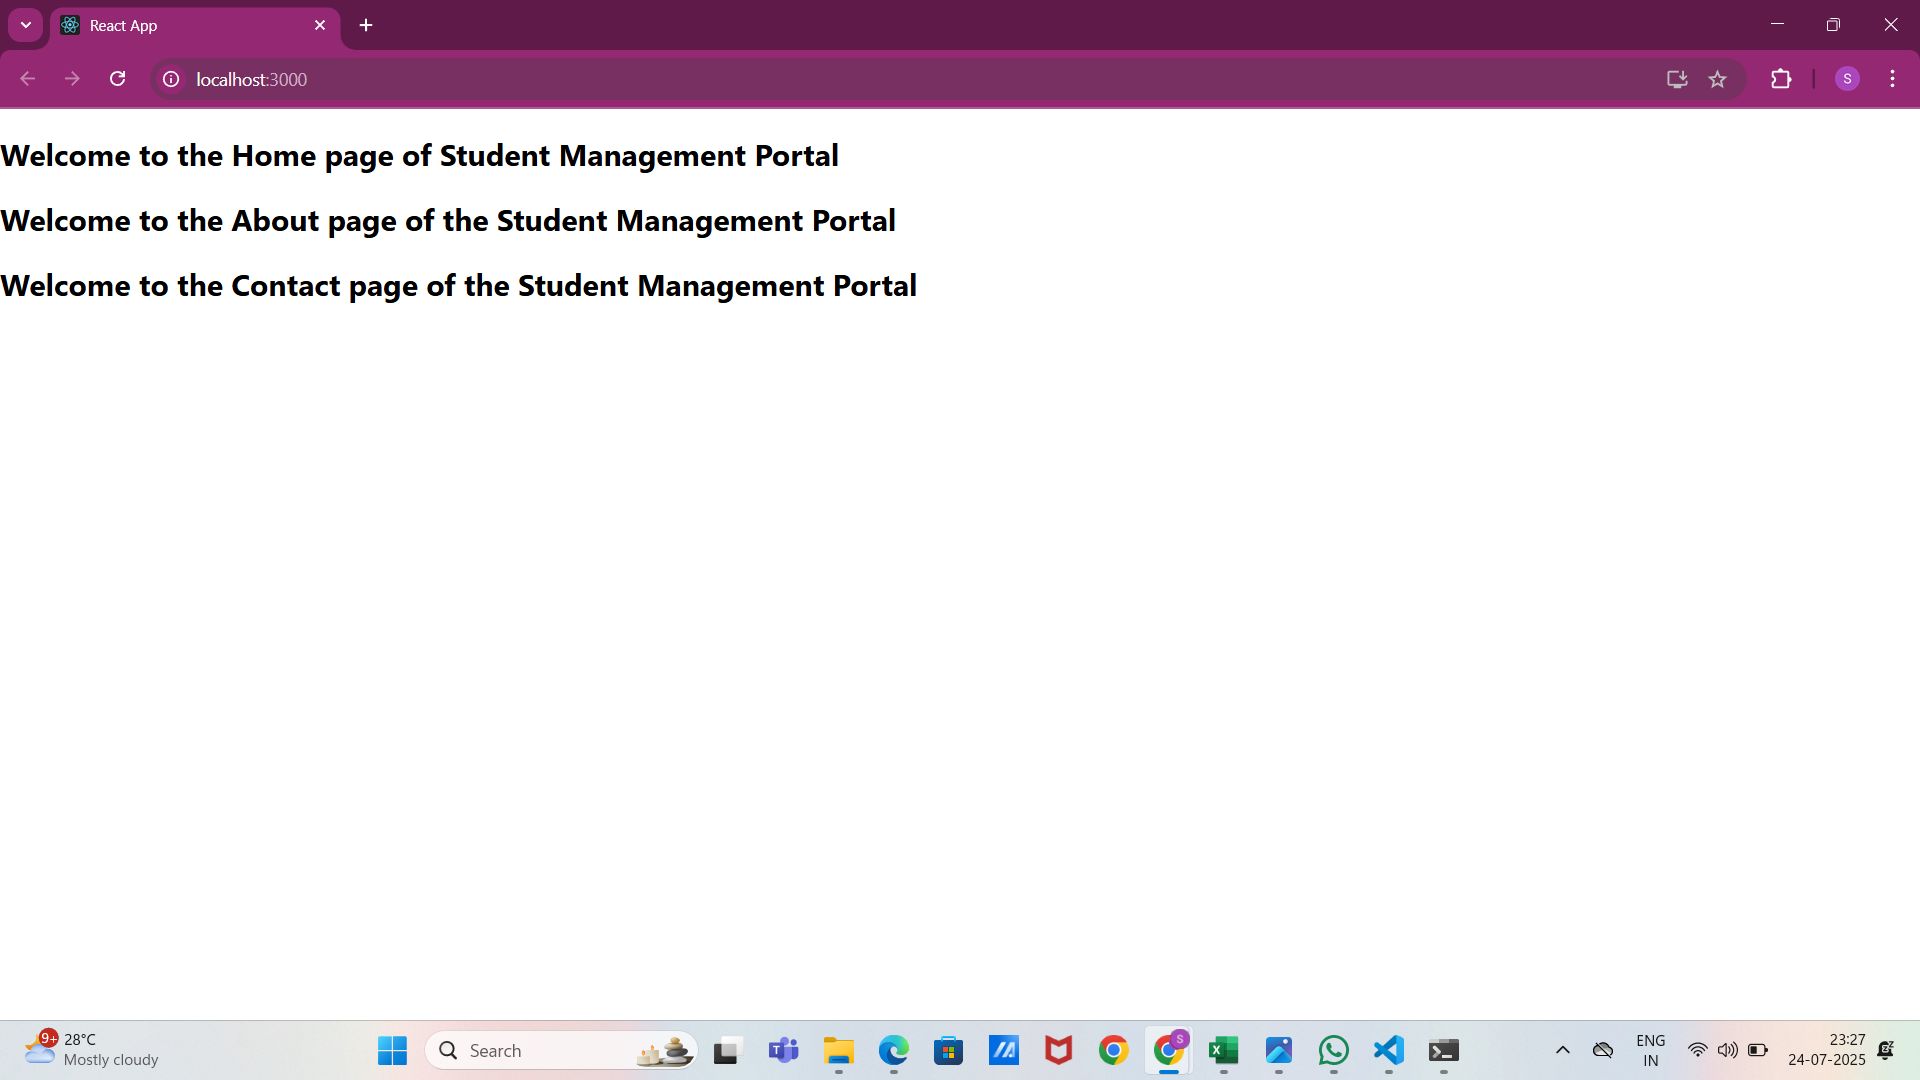 React App
localhost:3000
S
Welcome to the Home page of Student Management Portal
Welcome to the About page of the Student Management Portal
Welcome to the Contact page of the Student Management Portal
9+
28°C
Mostly cloudy
Search
S
ENG
IN
23:27
24-07-2025